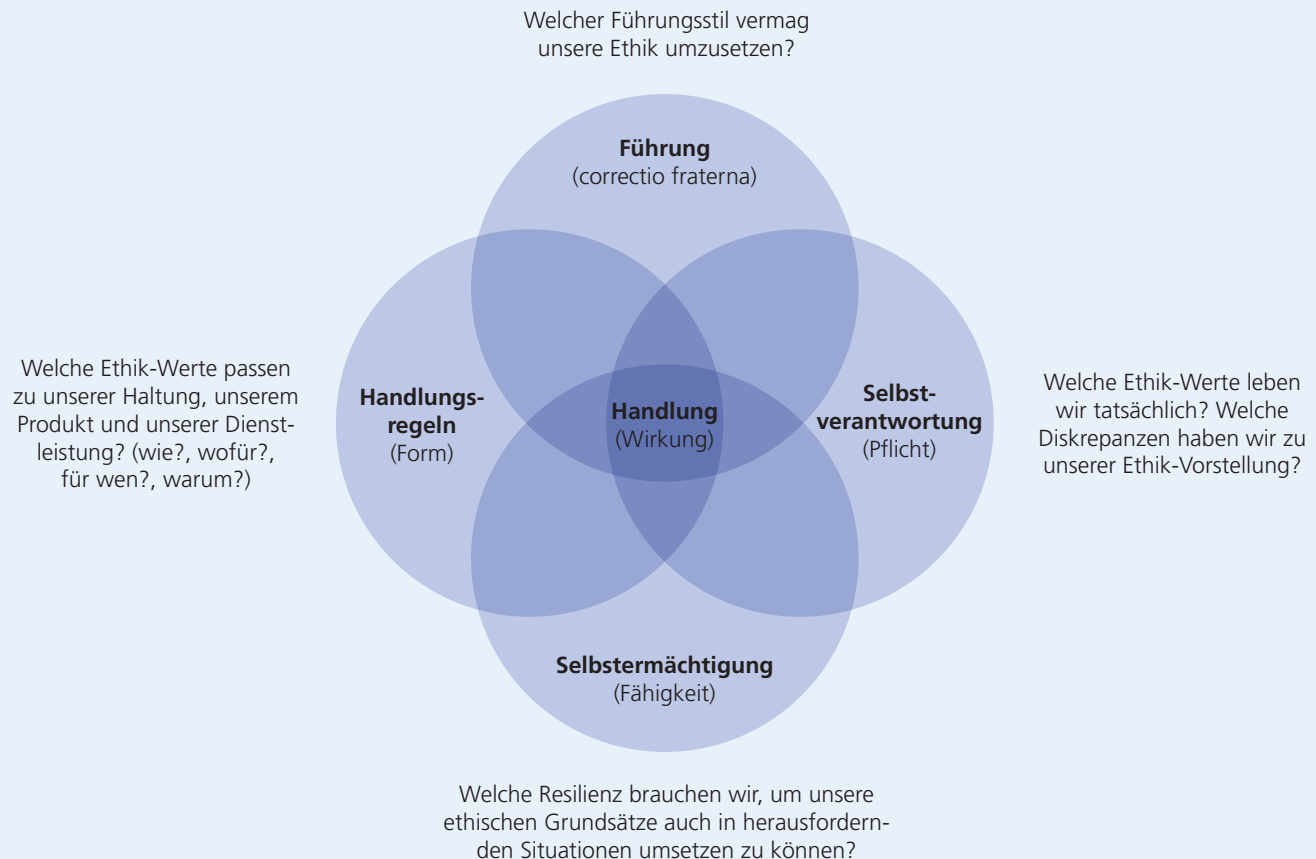 Welcher Führungsstil vermag
unsere Ethik umzusetzen?
Führung
(correctio fraterna)
Welche Ethik-Werte passen
zu unserer Haltung, unserem
Produkt und unserer Dienst-
leistung? (wie?, wofür?,
für wen?, warum?)
Handlungs-
regeln
(Form)
Handlung
(Wirkung)
Selbst-
verantwortung
(Pflicht)
Welche Ethik-Werte leben
wir tatsächlich? Welche
Diskrepanzen haben wir zu
unserer Ethik-Vorstellung?
Selbstermächtigung
(Fähigkeit)
Welche Resilienz brauchen wir, um unsere
ethischen Grundsätze auch in herausfordern-
den Situationen umsetzen zu können?